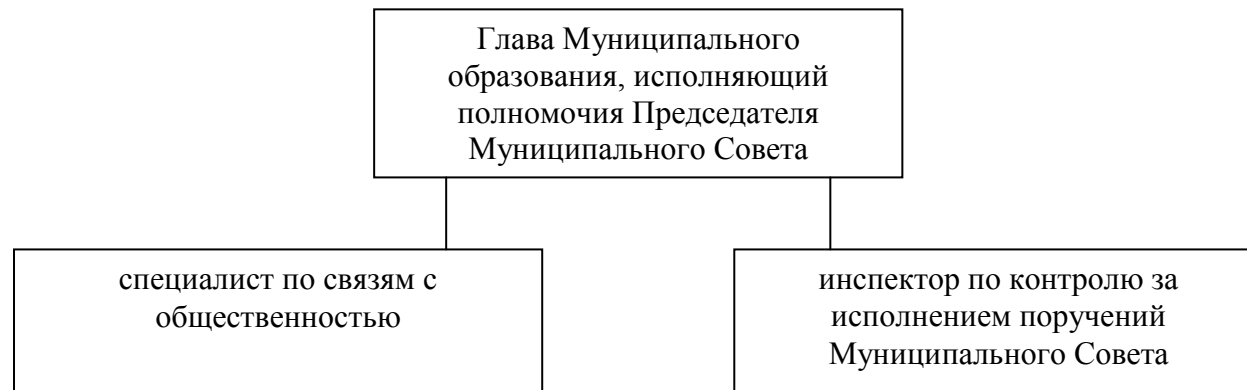 Глава Муниципального
образования, исполняющий
полномочия Председателя
Муниципального Совета
специалист по связям с
общественностью
инспектор по контролю за
исполнением поручений
Муниципального Совета